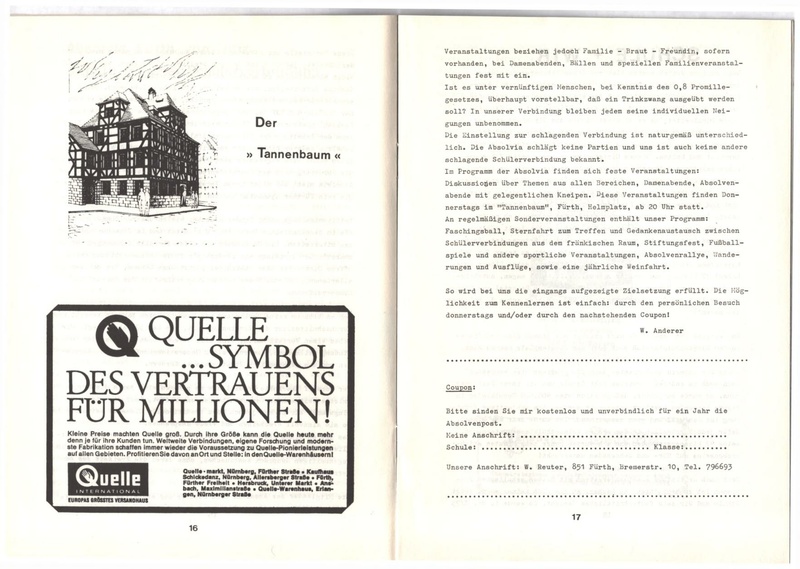 Der
» Tannenbaum «
QUELLE
...SYMBOL
DES VERTRAUENS
FÜR MILLIONEN!
Kleine Preise machten Quelle groß. Durch ihre Größe kann die Quelle heute mehr
denn je für ihre Kunden tun. Weltweite Verbindungen, eigene Forschung und modern-
ste Fabrikation schaffen immer wieder die Voraussetzung zu Quelle-Pionierleistungen
auf allen Gebieten. Profitieren Sie davon an Ort und Stelle: in den Quelle-Warenhäusern!
Quelle
INTERNATIONAL
EUROPAS GRÖSSTES VERSANDHAUS
Quelle-markt, Nürnberg, Fürther Straße • Kaufhaus
Schickedanz, Nürnberg, Allersberger Straße • Fürth,
Fürther Freiheit • Hersbruck, Unterer Markt • Ans-
bach, Maximilianstraße • Quelle-Warenhaus, Erlan-
gen, Nürnberger Straße
16
Veranstaltungen beziehen jedoch Familie - Braut - Freundin, sofern
vorhanden, bei Damenabenden, Bällen und speziellen Familienveranstal-
tungen fest mit ein.
Ist es unter vernünftigen Menschen, bei Kenntnis des 0,8 Promille-
gesetzes, überhaupt vorstellbar, daß ein Trinkzwang ausgeübt werden
soll? In unserer Verbindung bleiben jedem seine individuellen Nei-
gungen unbenommen.
Die Einstellung zur schlagenden Verbindung ist naturgemäß unterschied-
lich. Die Absolvia schlägt keine Partien und uns ist auch keine andere
schlagende Schülerverbindung bekannt.
Im Programm der Absolvia finden sich feste Veranstaltungen:
Diskussionen über Themen aus allen Bereichen, Damenabende, Absolven-
abende mit gelegentlichen Kneipen. Diese Veranstaltungen finden Don-
nerstags im "Tannenbaum", Fürth, Helmplatz, ab 20 Uhr statt.
An regelmäßigen Sonderveranstaltungen enthält unser Programm:
Faschingsball, Sternfahrt zum Treffen und Gedankenaustausch zwischen
Schülerverbindungen aus dem fränkischen Raum, Stiftungsfest, Fußball-
spiele und andere sportliche Veranstaltungen, Absolvenrallye, Wande-
rungen und Ausflüge, sowie eine jährliche Weinfahrt.
So wird bei uns die eingangs aufgezeigte Zielsetzung erfüllt. Die Mög-
lichkeit zum Kennenlernen ist einfach: durch den persönlichen Besuch
donnerstags und/oder durch den nachstehenden Coupon!
W. Anderer
Coupon:
Bitte sinden Sie mir kostenlos und unverbindlich für ein Jahr die
Absolvenpost.
Keine Anschrift:
Schule: Klasse:
Unsere Anschrift: W. Reuter, 851 Fürth, Bremerstr. 10, Tel. 796693
17